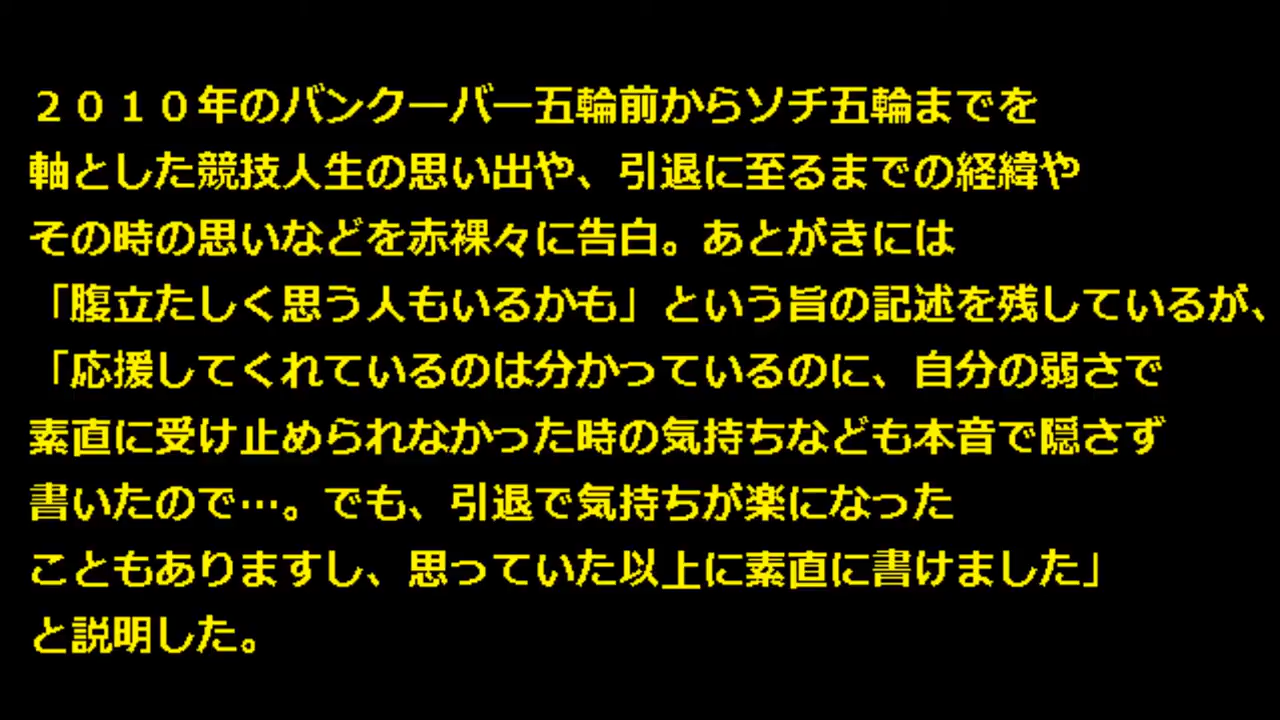 ２０１０年のバンクーバー五輪前からソチ五輪までを
軸とした競技人生の思い出や、引退に至るまでの経緯や
その時の思いなどを赤裸々に告白。あとがきには
「腹立たしく思う人もいるかも」という旨の記述を残しているが、
「応援してくれているのは分かっているのに、自分の弱さで
素直に受け止められなかった時の気持ちなども本音で隠さず
書いたので…。でも、引退で気持ちが楽になった
こともありますし、思っていた以上に素直に書けました」
と説明した。